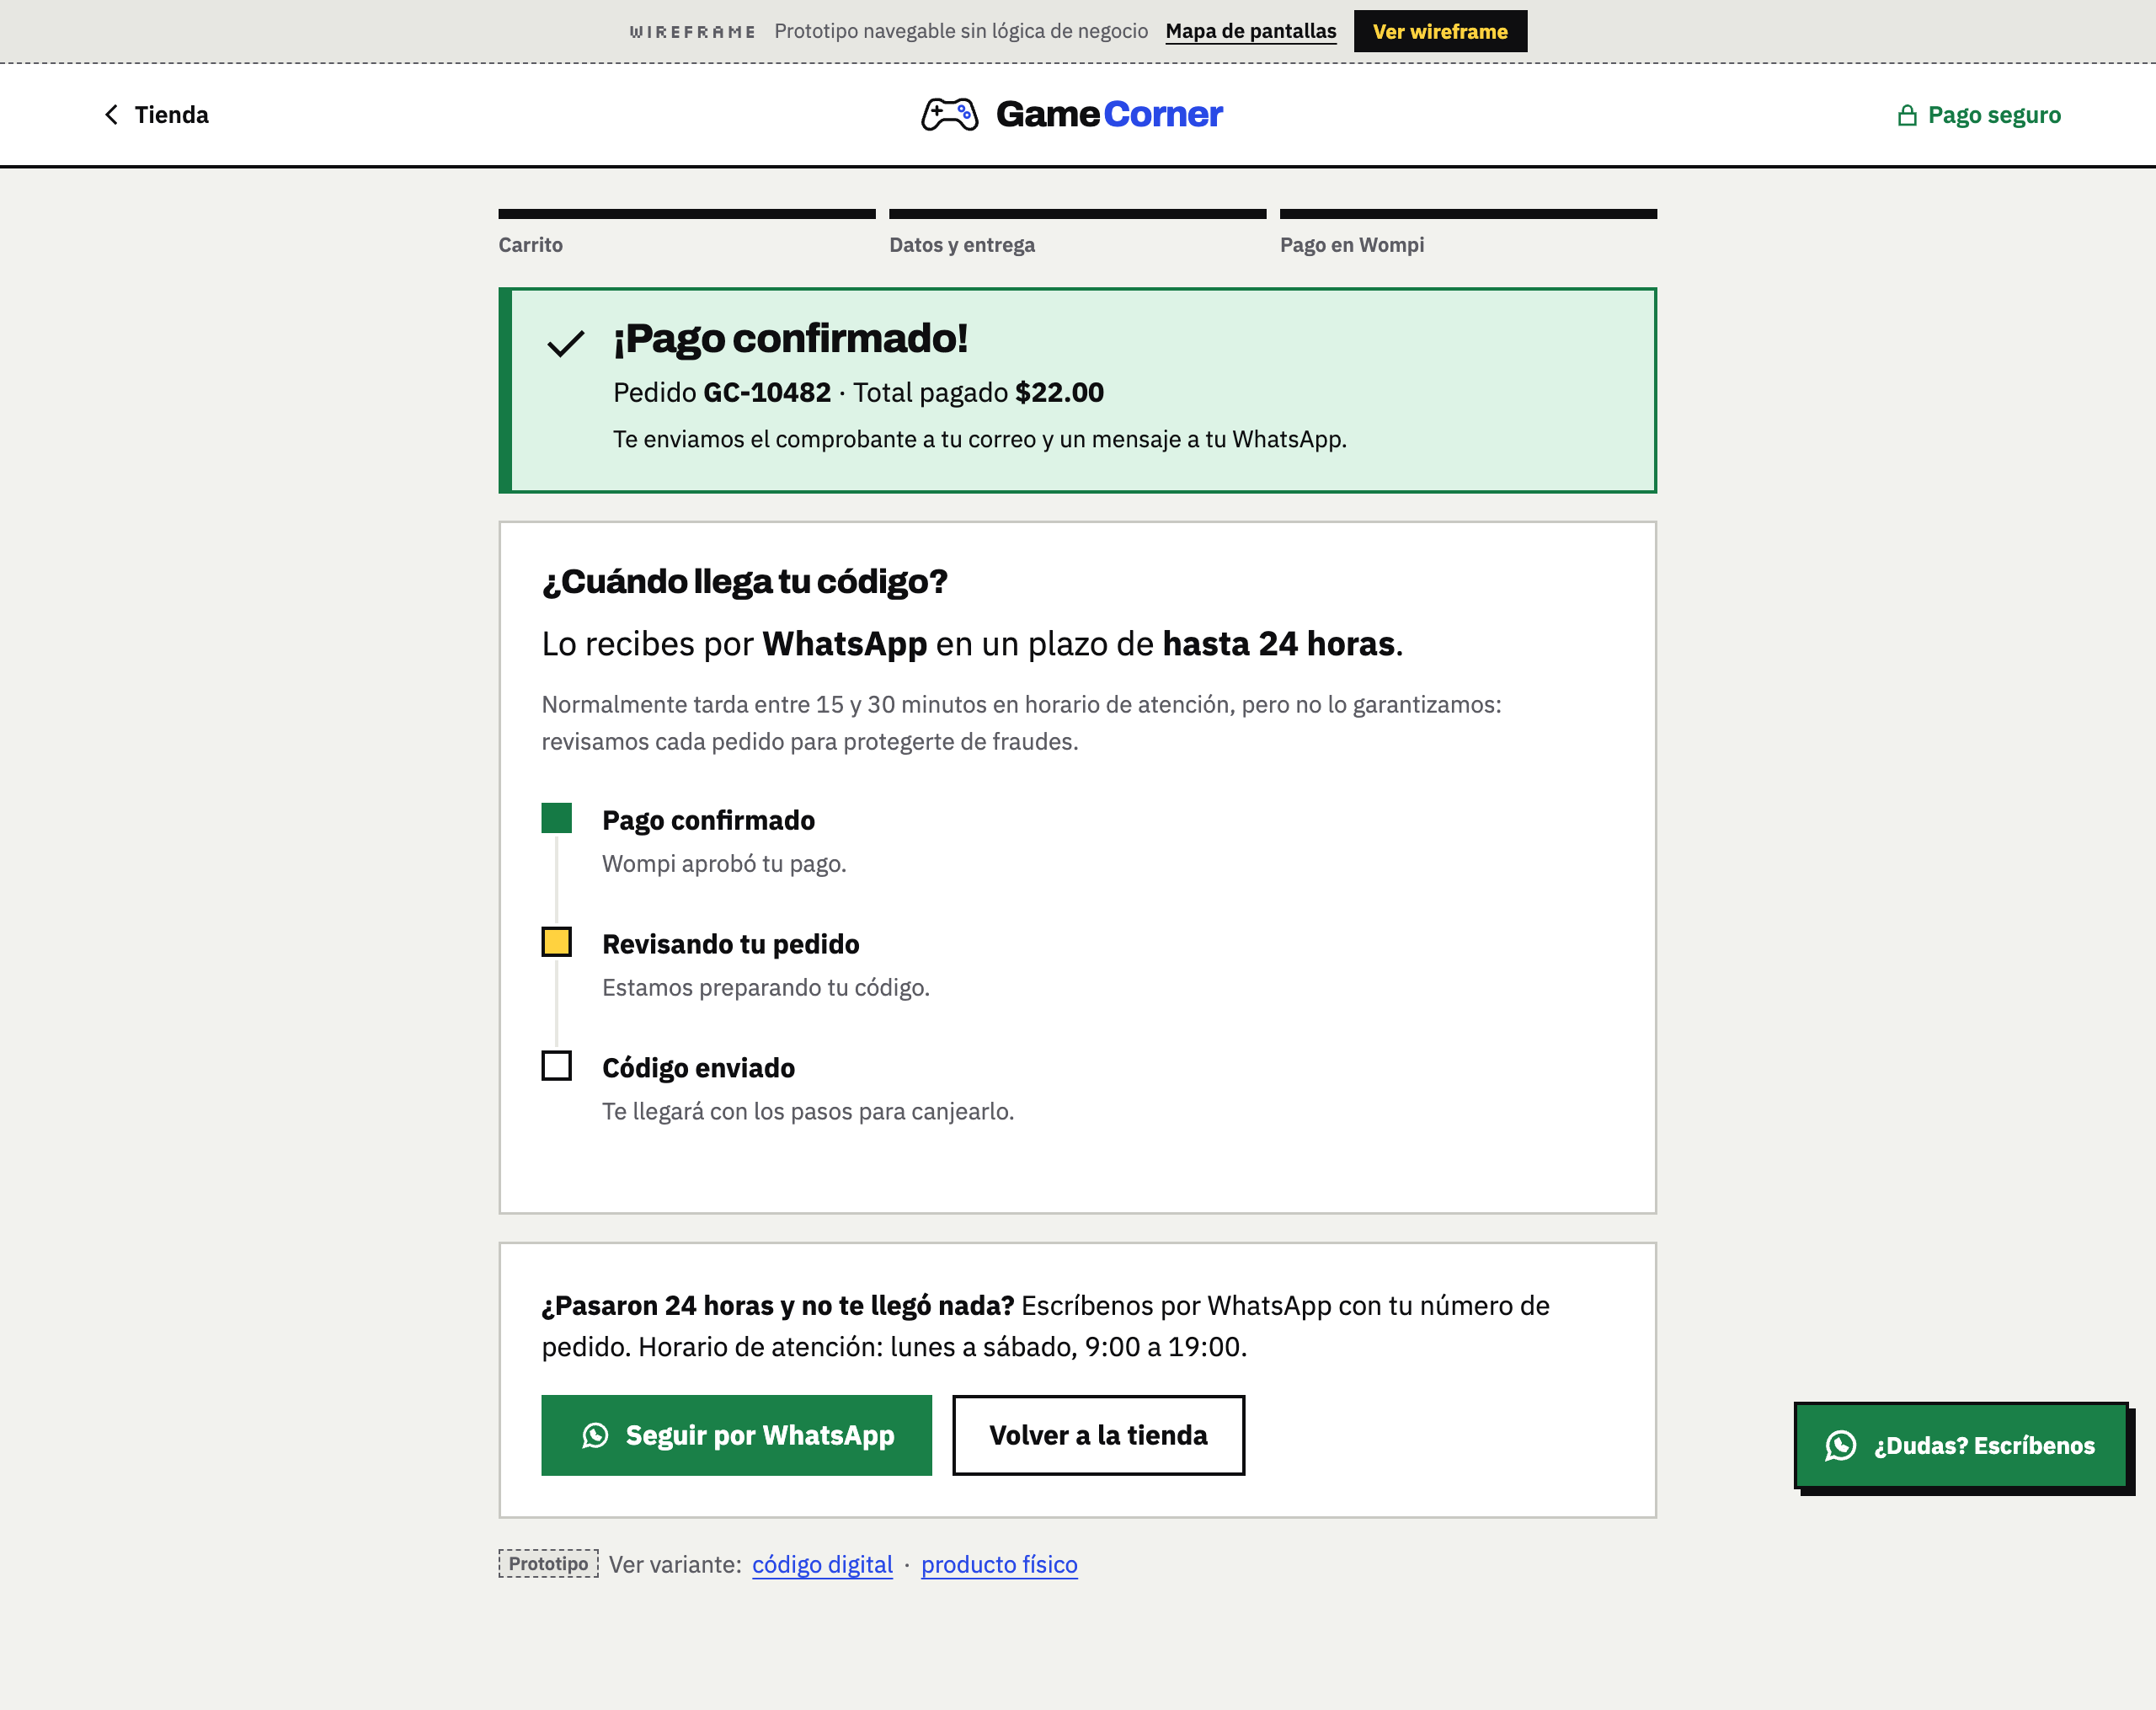 WIREFRAME Prototipo navegable sin lógica de negocio Mapa de pantallas Ver wireframe
Tienda
GameCorner
Pago seguro
Carrito
Datos y entrega
Pago en Wompi
¡Pago confirmado!
Pedido GC-10482 · Total pagado $22.00
Te enviamos el comprobante a tu correo y un mensaje a tu WhatsApp.
¿Cuándo llega tu código?
Lo recibes por WhatsApp en un plazo de hasta 24 horas.
Normalmente tarda entre 15 y 30 minutos en horario de atención, pero no lo garantizamos:
revisamos cada pedido para protegerte de fraudes.
Pago confirmado
Wompi aprobó tu pago.
Revisando tu pedido
Estamos preparando tu código.
Código enviado
Te llegará con los pasos para canjearlo.
¿Pasaron 24 horas y no te llegó nada? Escríbenos por WhatsApp con tu número de
pedido. Horario de atención: lunes a sábado, 9:00 a 19:00.
Seguir por WhatsApp
Volver a la tienda
¿Dudas? Escríbenos
Prototipo Ver variante: código digital · producto físico